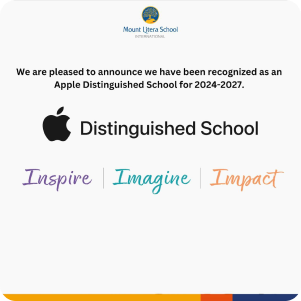 Mount Litera School
INTERNATIONAL
We are pleased to announce we have been recognized as an
Apple Distinguished School for 2024-2027.
Distinguished School
Inspire | Imagine | Impact